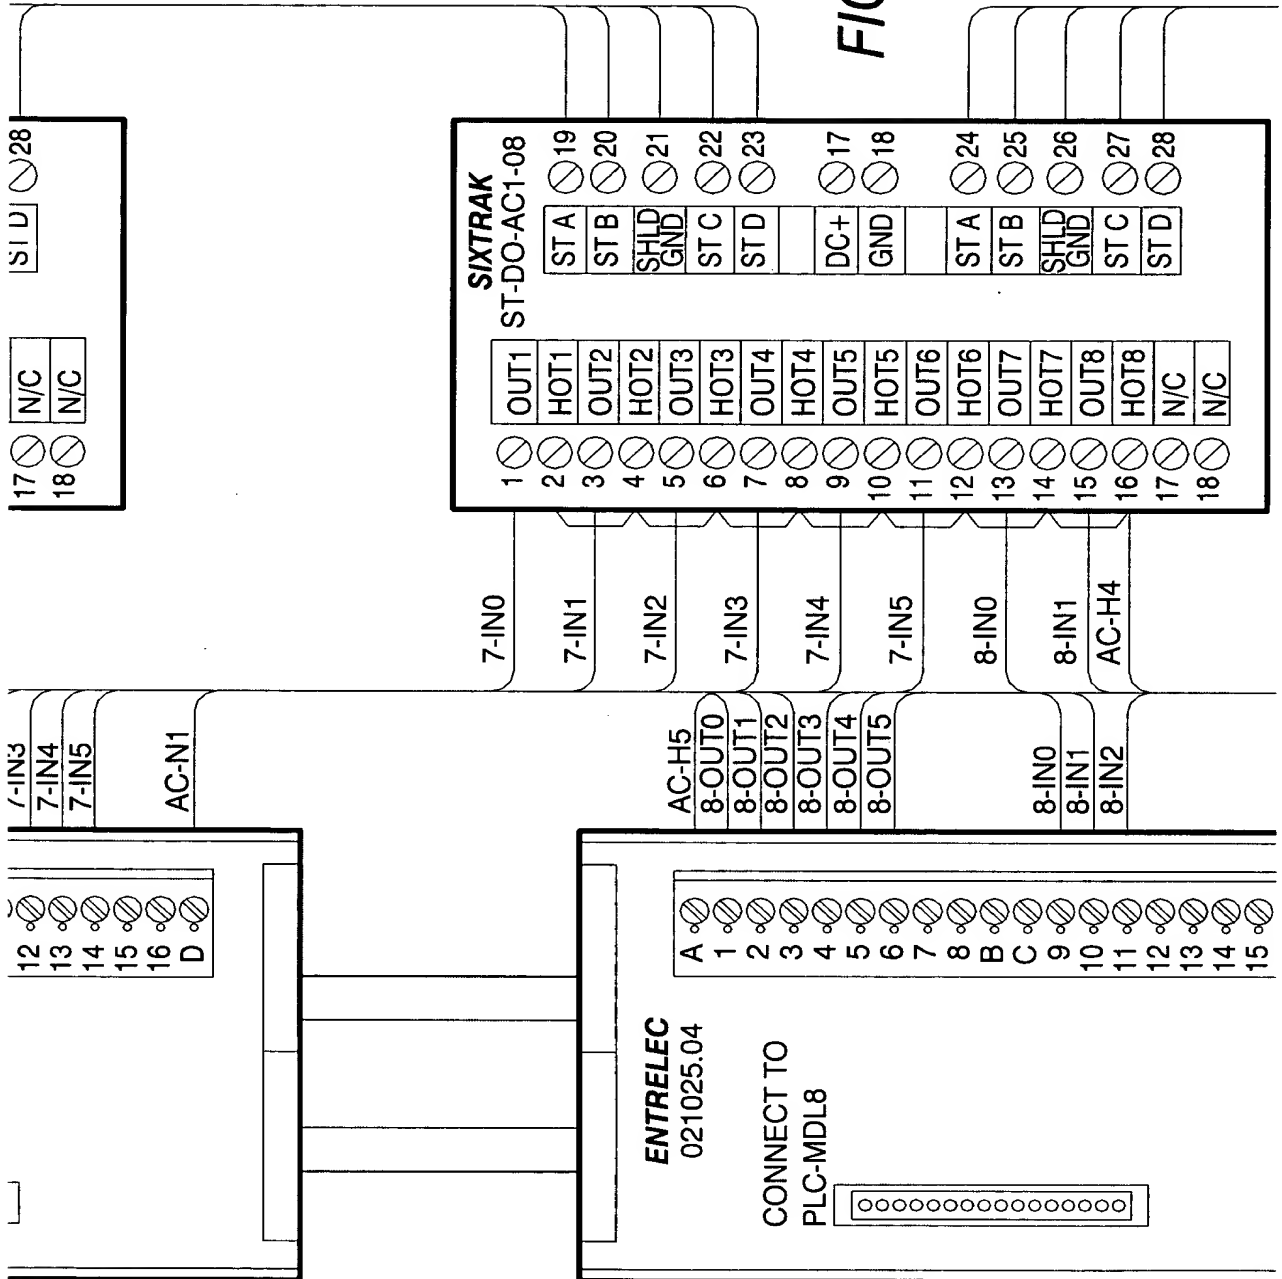 FIG
28
ST D
17 N/C
18 N/C
SIXTRAK
ST-DO-AC1-08
ST A 19
ST B 20
SHLD GND 21
ST C 22
ST D 23
DC+ 17
GND 18
ST A 24
ST B 25
SHLD GND 26
ST C 27
ST D 28
1 OUT1
2 HOT1
3 OUT2
4 HOT2
5 OUT3
6 HOT3
7 OUT4
8 HOT4
9 OUT5
10 HOT5
11 OUT6
12 HOT6
13 OUT7
14 HOT7
15 OUT8
16 HOT8
17 N/C
18 N/C
7-IN0
7-IN1
7-IN2
7-IN3
7-IN4
7-IN5
8-IN0
8-IN1
AC-H4
7-IN3
7-IN4
7-IN5
AC-N1
AC-H5
8-OUT0
8-OUT1
8-OUT2
8-OUT3
8-OUT4
8-OUT5
8-IN0
8-IN1
8-IN2
12
13
14
15
16
D
A
1
2
3
4
5
6
7
8
B
C
9
10
11
12
13
14
15
ENTRELEC
021025.04
CONNECT TO
PLC-MDL8